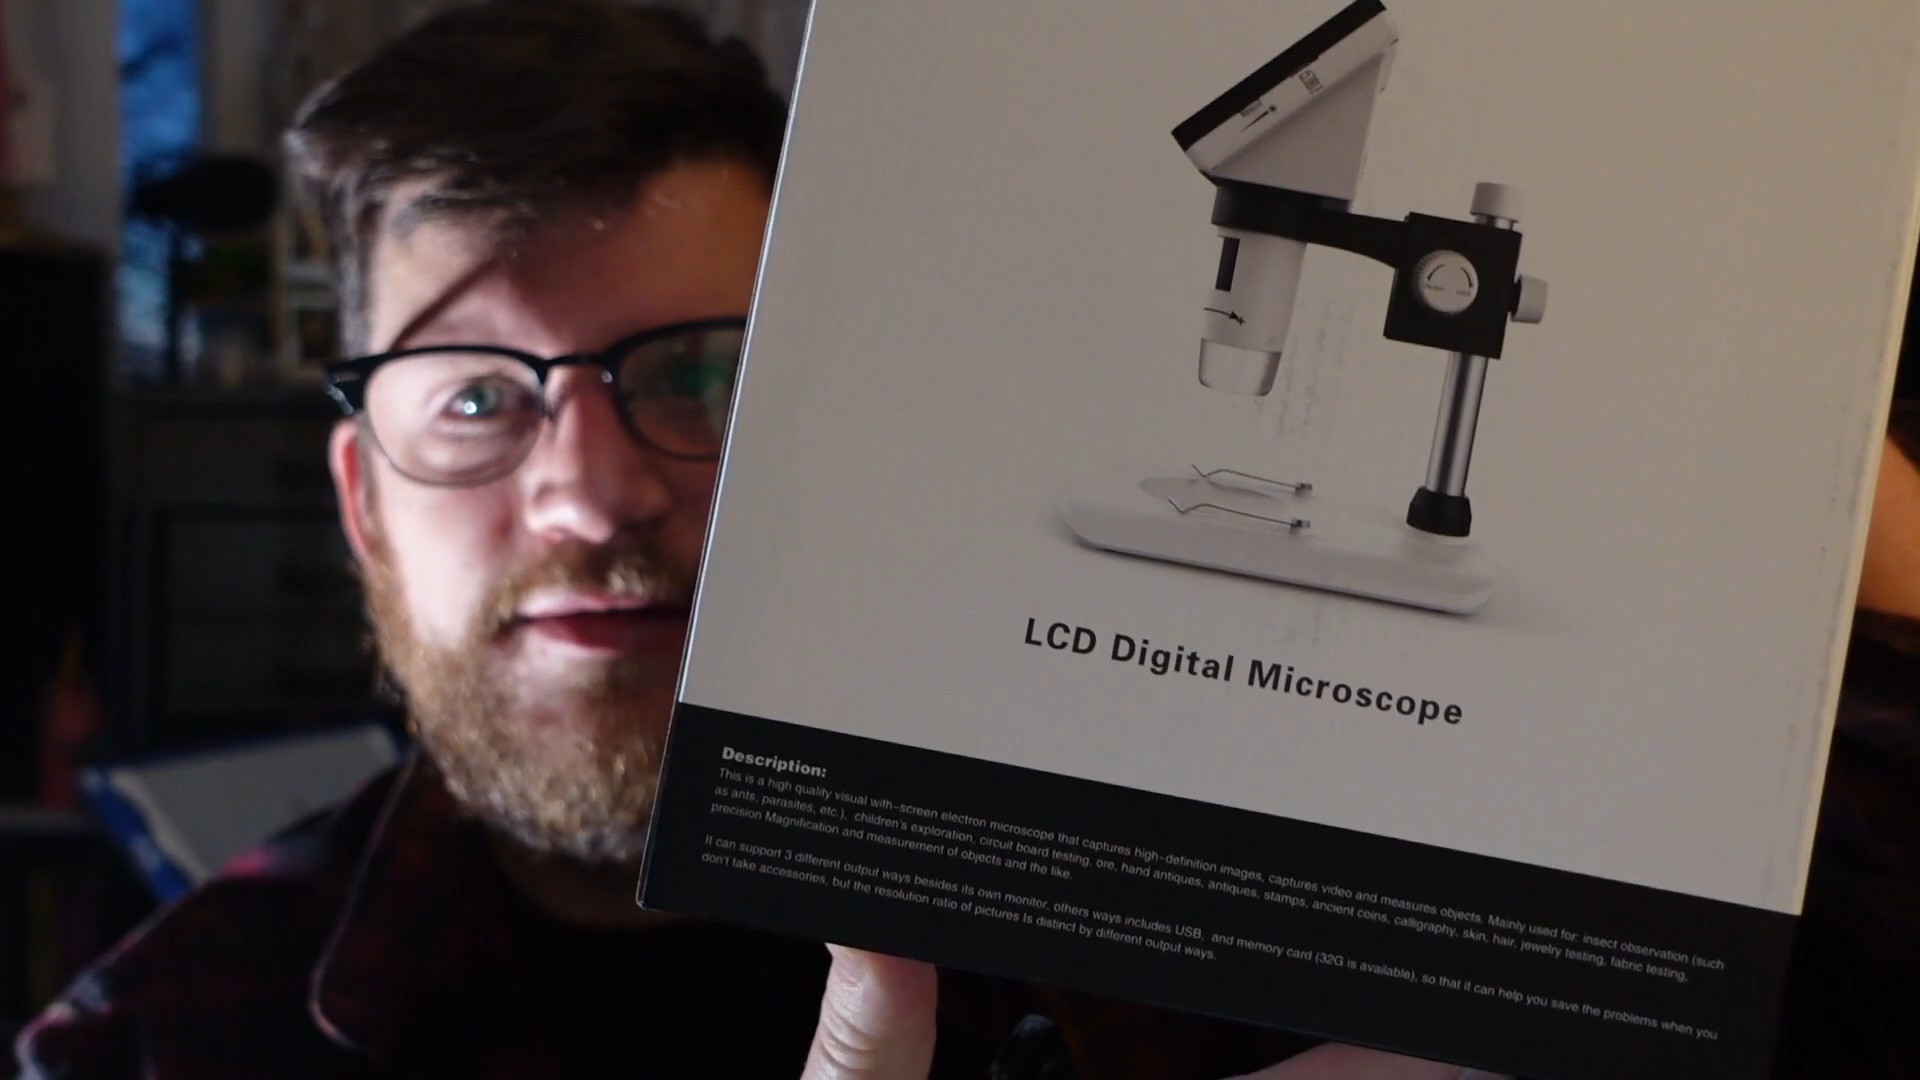 LCD Digital Microscope
Description:
This is a high quality visual with-screen electron microscope that captures high-definition images, captures video and measures objects. Mainly used for: insect observation (such
as ants, parasites, etc.), children's exploration, circuit board testing, ore, hand antiques, antiques, stamps, ancient coins, calligraphy, skin, hair, jewelry testing, fabric testing,
precision Magnification and measurement of objects and the like.
It can support 3 different output ways besides its own monitor, others ways includes USB, and memory card (32G is available), so that it can help you save the problems when you
don't take accessories, but the resolution ratio of pictures Is distinct by different output ways.